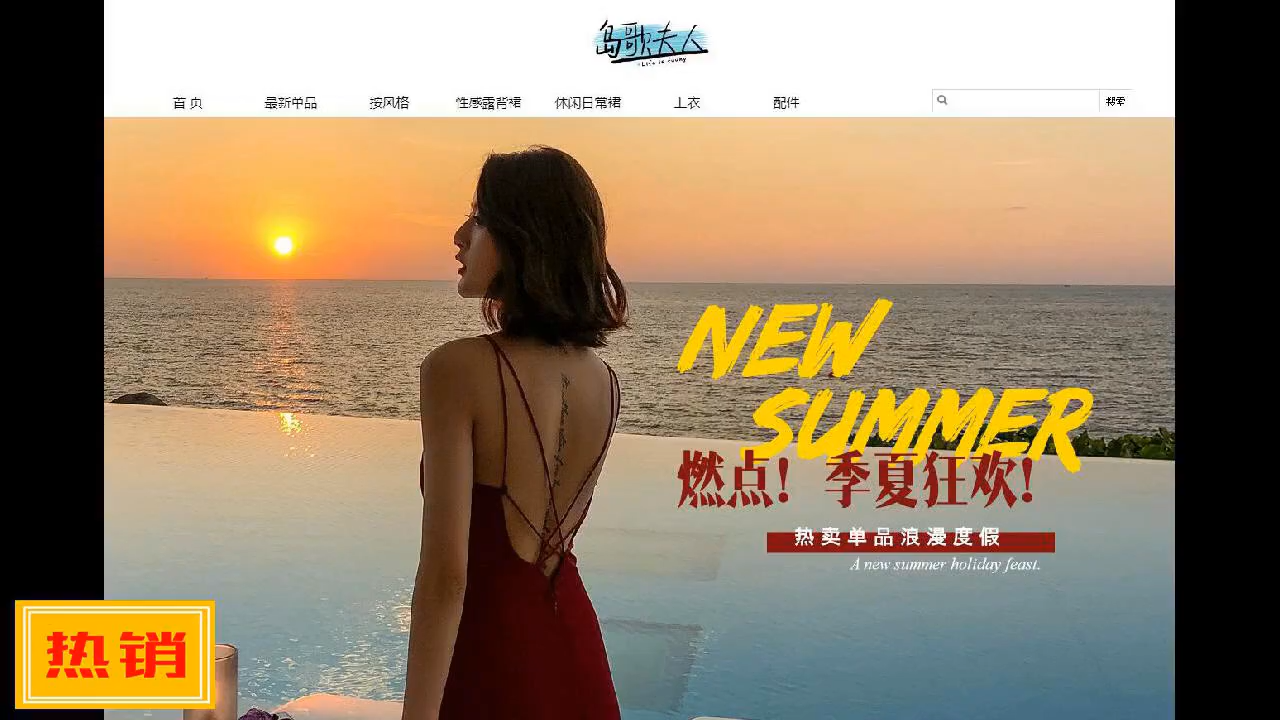 岛歌夫人
首页 最新单品 按风格 性感露背裙 休闲日常裙 上衣 配件 搜索
NEW
SUMMER
燃点! 季夏狂欢!
热卖单品浪漫度假
A new summer holiday feast.
热销